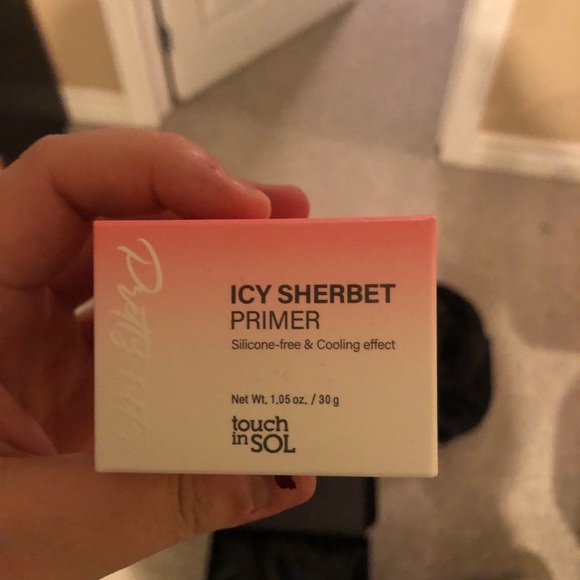 ICY SHERBET
PRIMER
Silicone-free & Cooling effect
Net Wt. 1.05 oz. / 30 g
touch
in SOL